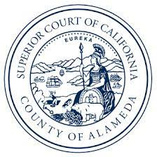 SUPERIOR COURT OF CALIFORNIA
EUREKA
COUNTY OF ALAMEDA